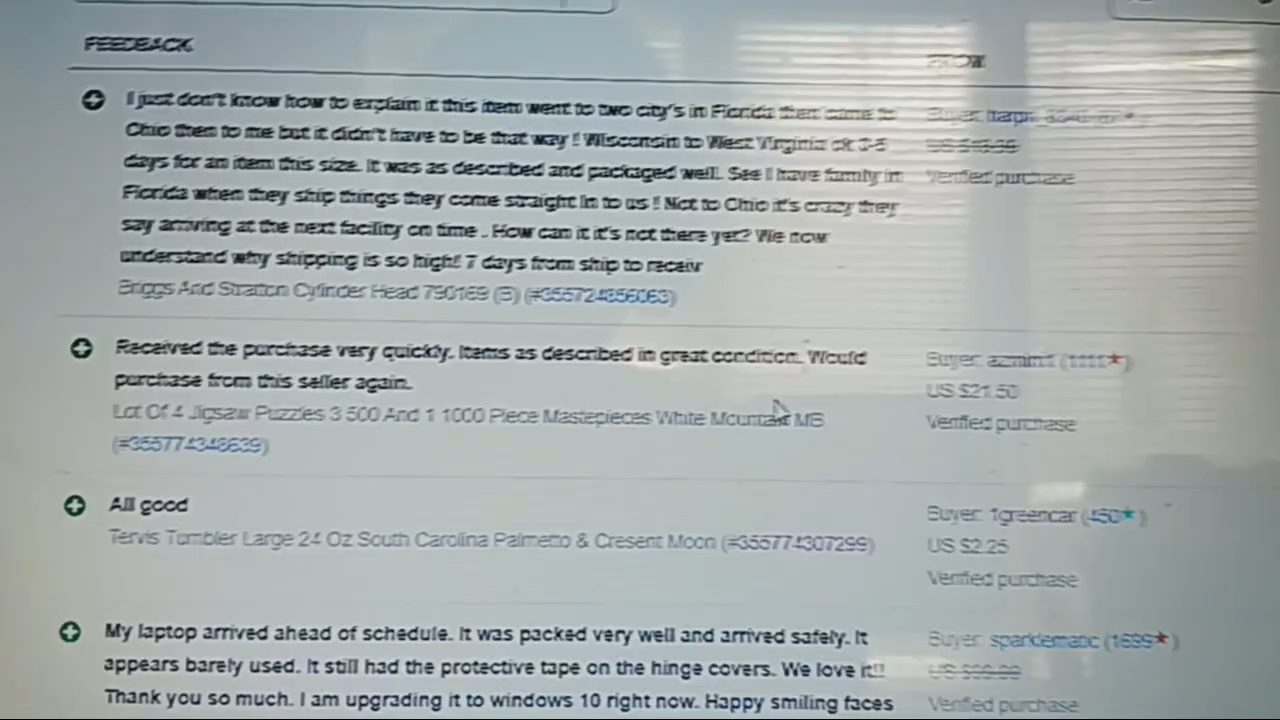 FEEDBACK
FROM
I just don't know how to explain it this item went to two city's in Florida then came to
Ohio then to me but it didn't have to be that way ! Wisconsin to West Virginia ok 3-5
days for an item this size. It was as described and packaged well. See I have family in
Florida when they ship things they come straight in to us ! Not to Ohio it's crazy they
say arriving at the next facility on time . How can it it's not there yet? We now
understand why shipping is so high! 7 days from ship to receiv
Briggs And Stratton Cylinder Head 790169 (B) (#355724856063)
Buyer:
Verified purchase
Received the purchase very quickly. Items as described in great condition. Would
purchase from this seller again.
Lot Of 4 Jigsaw Puzzles 3 500 And 1 1000 Piece Mastepieces White Mountain MB
(#355774348639)
Buyer:
US $21.50
Verified purchase
All good
Tervis Tumbler Large 24 Oz South Carolina Palmetto & Cresent Moon (#355774307299)
Buyer: 1greencar (450★)
US $2.25
Verified purchase
My laptop arrived ahead of schedule. It was packed very well and arrived safely. It
appears barely used. It still had the protective tape on the hinge covers. We love it!!
Thank you so much. I am upgrading it to windows 10 right now. Happy smiling faces
Buyer: sparklematic (1699★)
Verified purchase